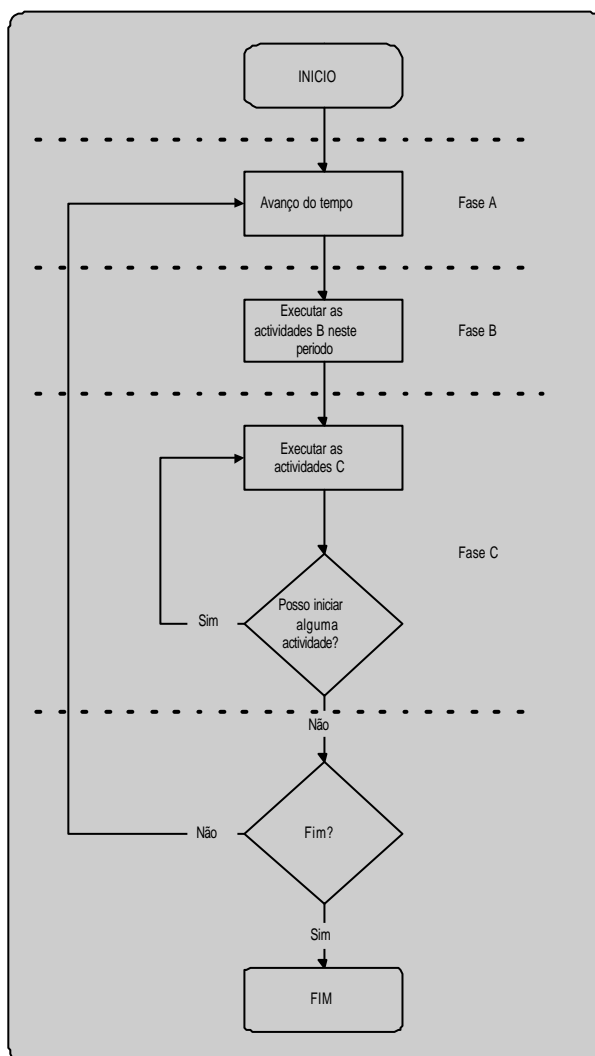 INICIO
Avanço do tempo
Fase A
Executar as
actividades B neste
periodo
Fase B
Executar as
actividades C
Fase C
Posso iniciar
alguma
actividade?
Sim
Não
Fim?
Não
Sim
FIM